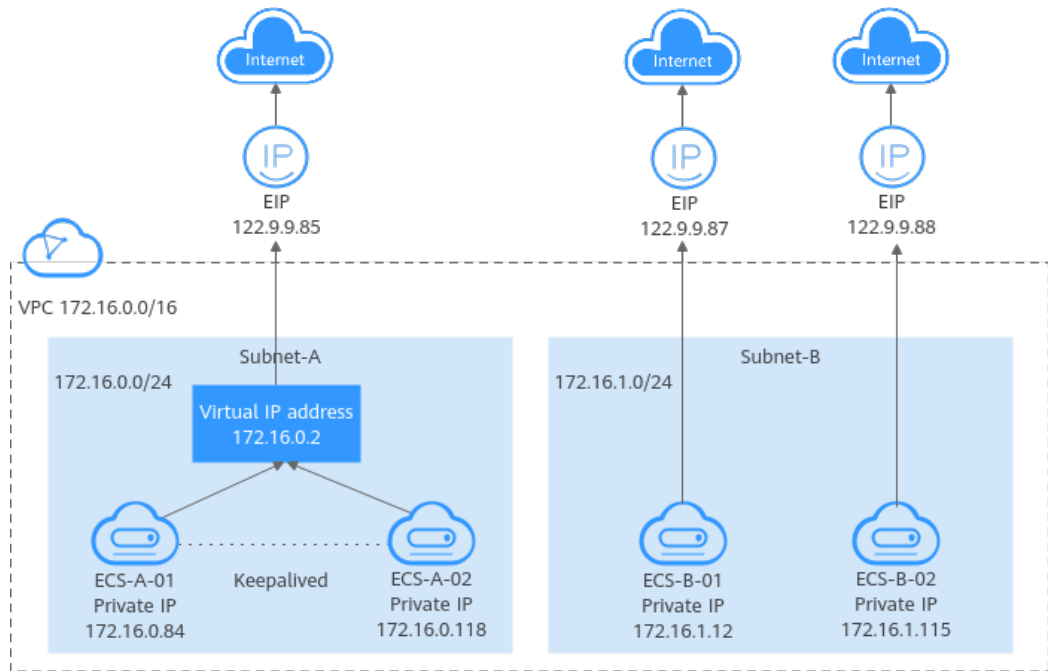 Internet
Internet
Internet
IP
IP
IP
EIP
122.9.9.85
EIP
122.9.9.87
EIP
122.9.9.88
VPC 172.16.0.0/16
Subnet-A
172.16.0.0/24
Virtual IP address
172.16.0.2
ECS-A-01
Private IP
172.16.0.84
Keepalived
ECS-A-02
Private IP
172.16.0.118
Subnet-B
172.16.1.0/24
ECS-B-01
Private IP
172.16.1.12
ECS-B-02
Private IP
172.16.1.115